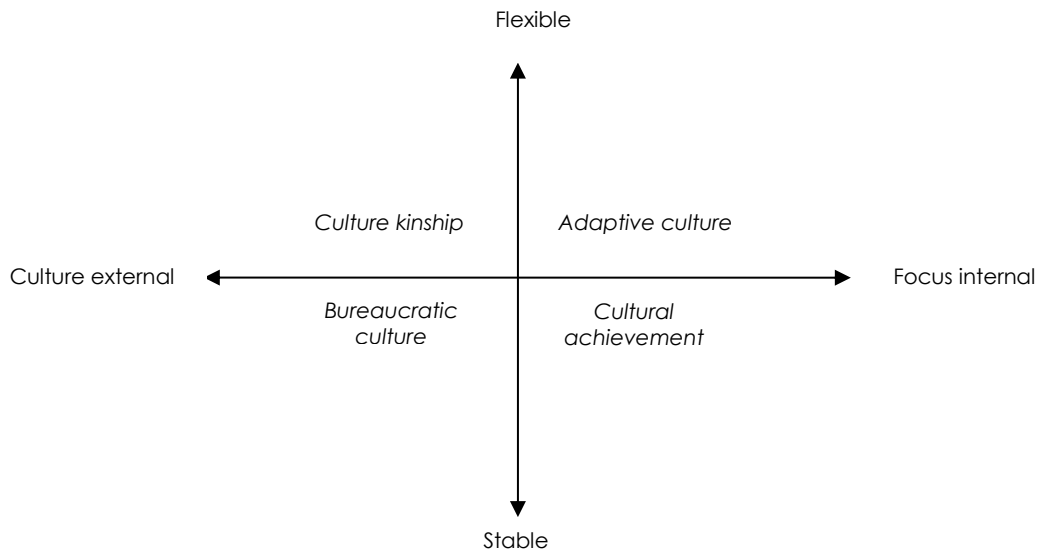 Flexible
Culture kinship
Adaptive culture
Culture external
Focus internal
Bureaucratic
culture
Cultural
achievement
Stable